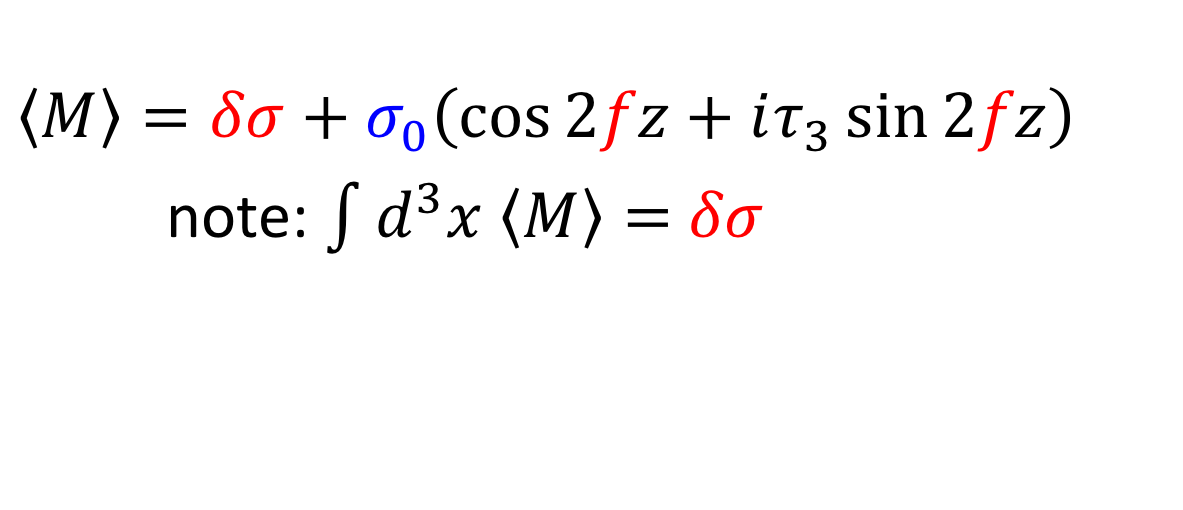 ⟨M⟩ = δσ + σ₀(cos 2fz + iτ₃ sin 2fz)
note: ∫ d³x ⟨M⟩ = δσ